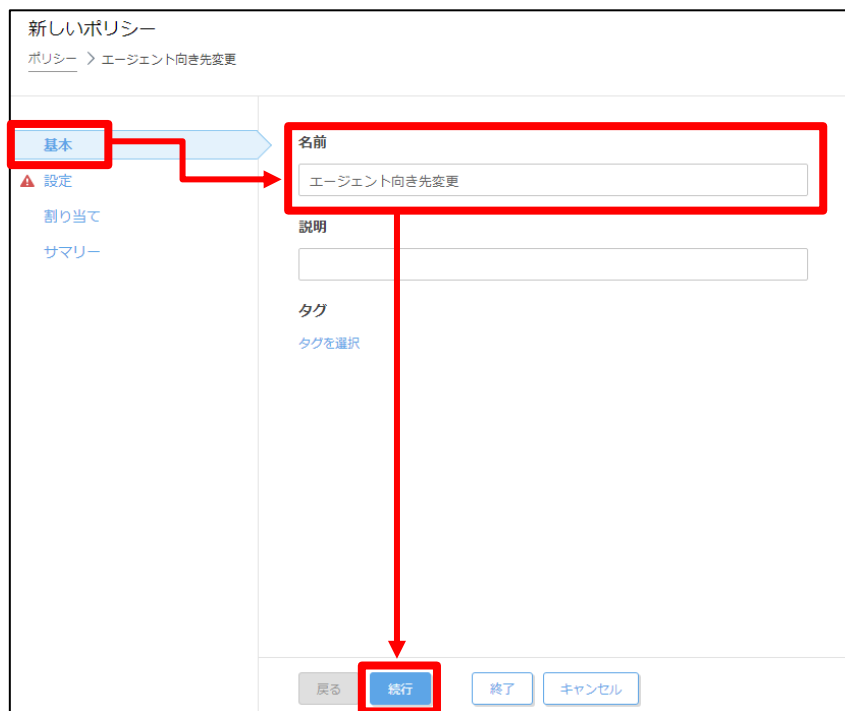 新しいポリシー
ポリシー > エージェント向き先変更
基本
設定
割り当て
サマリー
名前
エージェント向き先変更
説明
タグ
タグを選択
戻る 続行 終了 キャンセル